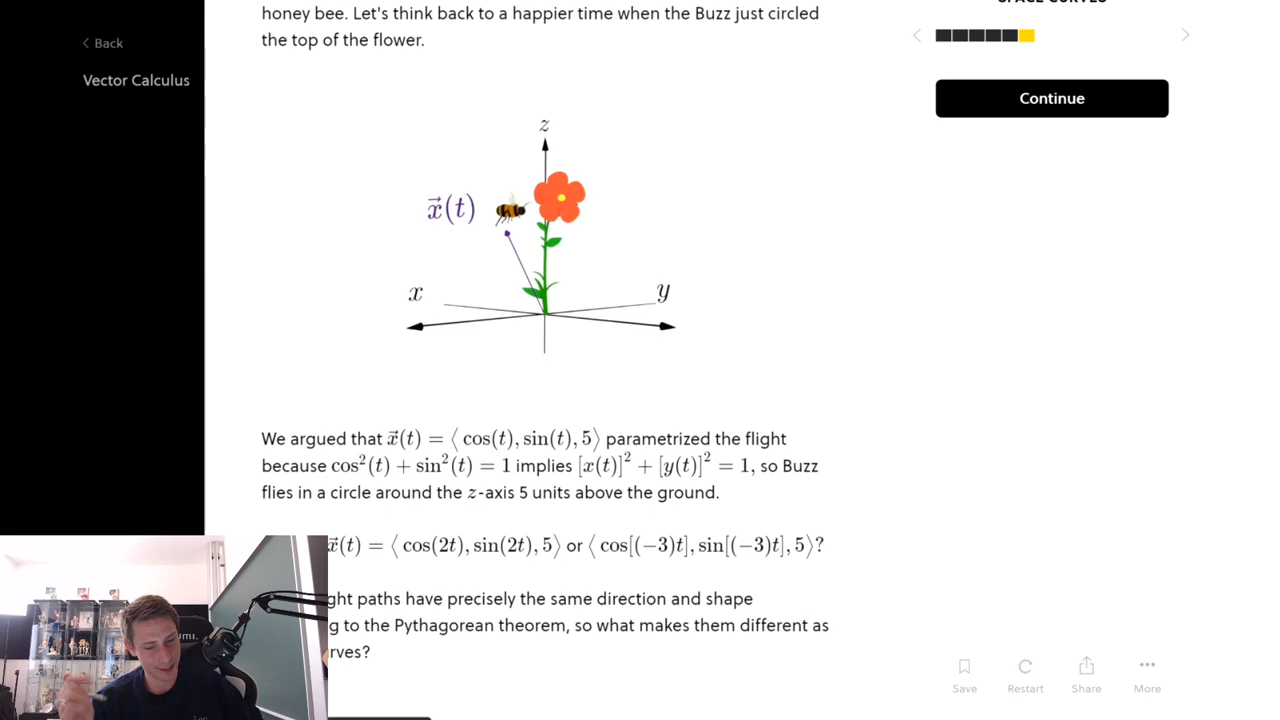 SPACE CURVES
honey bee. Let's think back to a happier time when the Buzz just circled
the top of the flower.
Back
Vector Calculus
Continue
z
x⃗(t)
x
y
We argued that x⃗(t) = ⟨cos(t), sin(t), 5⟩ parametrized the flight
because cos²(t) + sin²(t) = 1 implies [x(t)]² + [y(t)]² = 1, so Buzz
flies in a circle around the z-axis 5 units above the ground.
x⃗(t) = ⟨cos(2t), sin(2t), 5⟩ or ⟨cos[(−3)t], sin[(−3)t], 5⟩?
ght paths have precisely the same direction and shape
g to the Pythagorean theorem, so what makes them different as
rves?
Save
Restart
Share
More